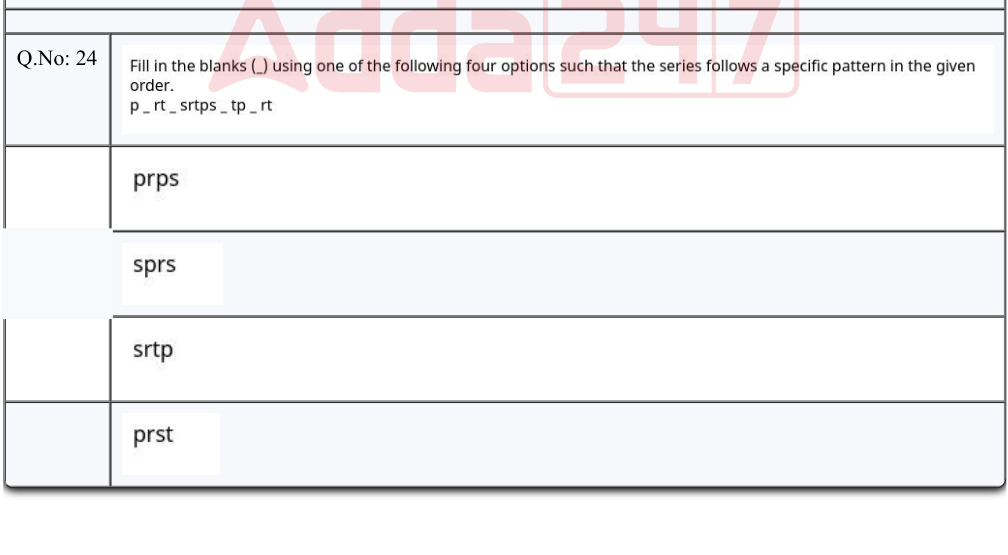 Adda247
Q.No: 24
Fill in the blanks (_) using one of the following four options such that the series follows a specific pattern in the given
order.
p _ rt _ srtps _ tp _ rt
prps
sprs
srtp
prst